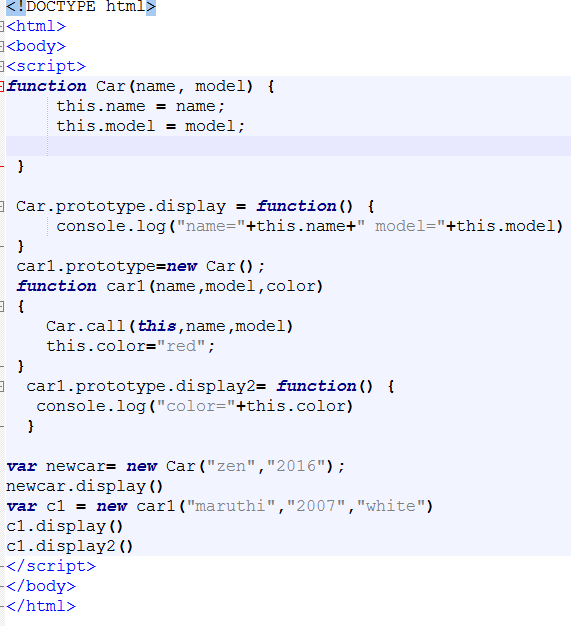 <!DOCTYPE html>
<html>
<body>
<script>
function Car(name, model) {
this.name = name;
this.model = model;
}
Car.prototype.display = function() {
console.log("name="+this.name+" model="+this.model)
}
car1.prototype=new Car();
function car1(name,model,color)
{
Car.call(this,name,model)
this.color="red";
}
car1.prototype.display2= function() {
console.log("color="+this.color)
}
var newcar= new Car("zen","2016");
newcar.display()
var c1 = new car1("maruthi","2007","white")
c1.display()
c1.display2()
</script>
</body>
</html>